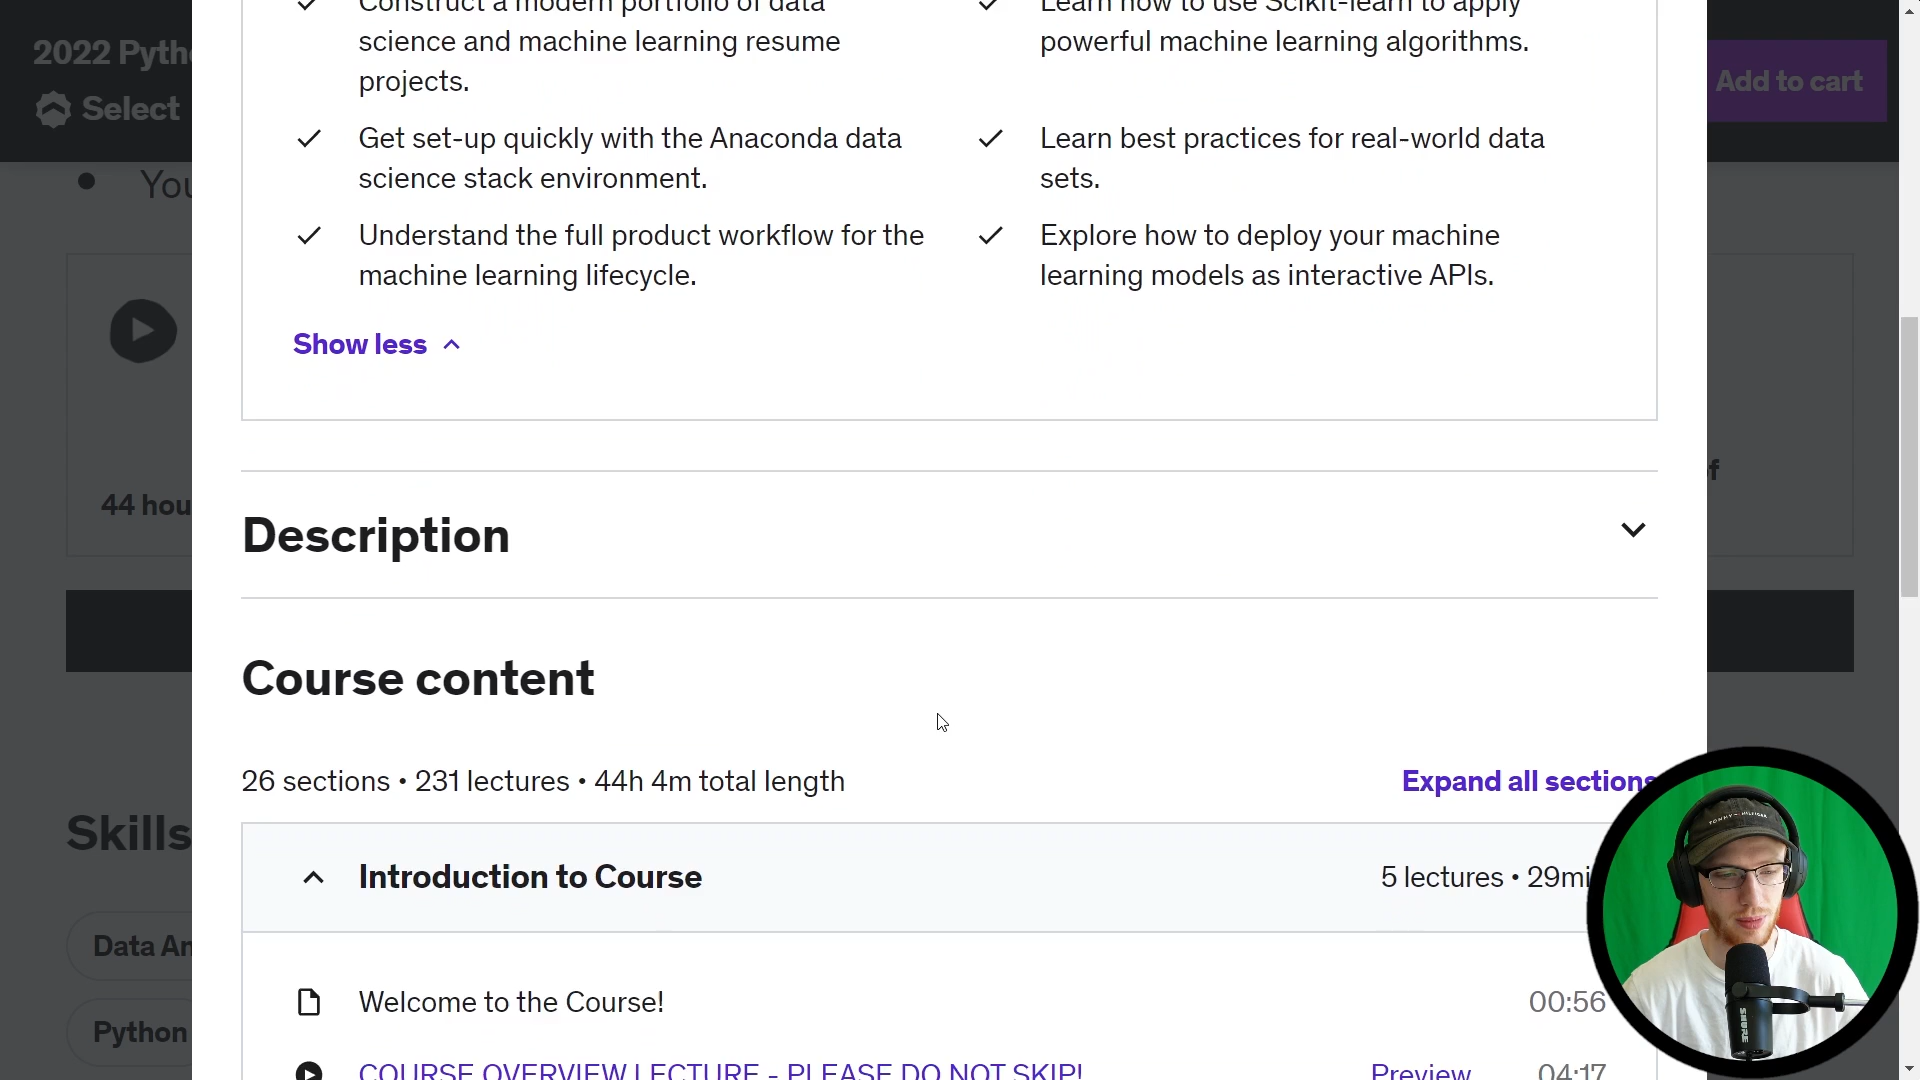 2022 Pytho
Select
Add to cart
You
44 hou
Skills
Data An
Python
Construct a modern portfolio of data
science and machine learning resume
projects.
Learn how to use Scikit-learn to apply
powerful machine learning algorithms.
Get set-up quickly with the Anaconda data
science stack environment.
Learn best practices for real-world data
sets.
Understand the full product workflow for the
machine learning lifecycle.
Explore how to deploy your machine
learning models as interactive APIs.
Show less
Description
Course content
26 sections • 231 lectures • 44h 4m total length
Expand all sections
Introduction to Course
5 lectures • 29mi
Welcome to the Course!
00:56
COURSE OVERVIEW LECTURE - PLEASE DO NOT SKIP!
Preview
04:17
TOMMY HILFIGER
SHURE